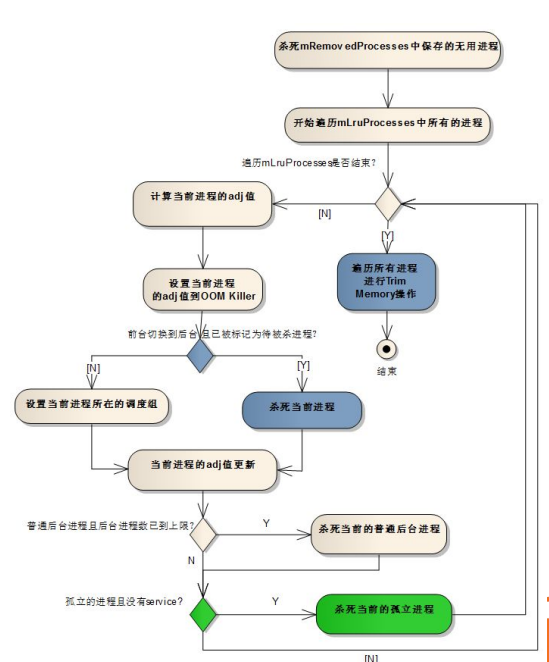 杀死mRemovedProcesses中保存的无用进程
开始遍历mLruProcesses中所有的进程
遍历mLruProcesses是否结束?
计算当前进程的adj值
[N]
[Y]
遍历所有进程
进行Trim
Memory操作
设置当前进程
的adj值到OOM Killer
结束
前台切换到后台且已被标记为待被杀进程?
[N]
[Y]
设置当前进程所在的调度组
杀死当前进程
当前进程的adj值更新
普通后台进程且后台进程数已到上限?
Y
杀死当前的普通后台进程
N
孤立的进程且没有service?
Y
杀死当前的孤立进程
[N]